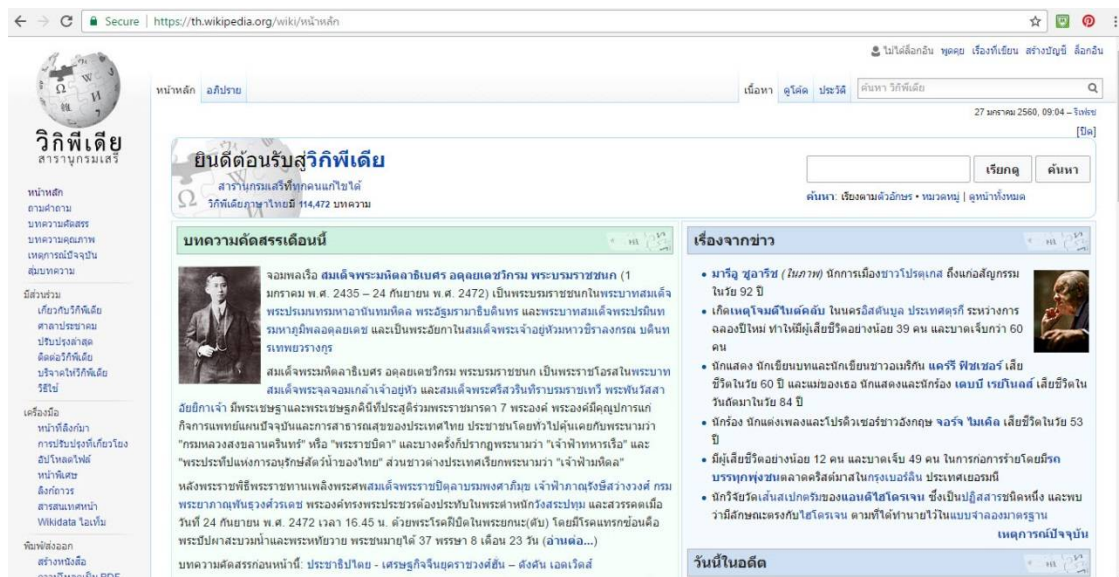 Secure | https://th.wikipedia.org/wiki/หน้าหลัก
ไม่ได้ล็อกอิน พูดคุย เรื่องที่เขียน สร้างบัญชี ล็อกอิน
หน้าหลัก อภิปราย
เนื้อหา ดูโค้ด ประวัติ ค้นหา วิกิพีเดีย
27 มกราคม 2560, 09:04 – รีเฟรช
[ปิด]
วิกิพีเดีย
สารานุกรมเสรี
หน้าหลัก
ถามคำถาม
บทความคัดสรร
บทความคุณภาพ
เหตุการณ์ปัจจุบัน
สุ่มบทความ
มีส่วนร่วม
เกี่ยวกับวิกิพีเดีย
ศาลาประชาคม
ปรับปรุงล่าสุด
ติดต่อวิกิพีเดีย
บริจาคให้วิกิพีเดีย
วิธีใช้
เครื่องมือ
หน้าที่ลิงก์มา
การปรับปรุงที่เกี่ยวโยง
อัปโหลดไฟล์
หน้าพิเศษ
ลิงก์ถาวร
สารสนเทศหน้า
Wikidata ไอเท็ม
พิมพ์/ส่งออก
สร้างหนังสือ
ยินดีต้อนรับสู่วิกิพีเดีย
สารานุกรมเสรีที่ทุกคนแก้ไขได้
วิกิพีเดียภาษาไทยมี 114,472 บทความ
เรียกดู ค้นหา
ค้นหา: เรียงตามตัวอักษร • หมวดหมู่ | ดูหน้าทั้งหมด
บทความคัดสรรเดือนนี้
จอมพลเรือ สมเด็จพระมหิตลาธิเบศร อดุลยเดชวิกรม พระบรมราชชนก (1
มกราคม พ.ศ. 2435 – 24 กันยายน พ.ศ. 2472) เป็นพระบรมราชชนกในพระบาทสมเด็จ
พระปรเมนทรมหาอานันทมหิดล พระอัฐมรามาธิบดินทร และพระบาทสมเด็จพระปรมินท
รมหาภูมิพลอดุลยเดช และเป็นพระอัยกาในสมเด็จพระเจ้าอยู่หัวมหาวชิราลงกรณ บดินท
รเทพยวรางกูร
สมเด็จพระมหิตลาธิเบศร อดุลยเดชวิกรม พระบรมราชชนก เป็นพระราชโอรสในพระบาท
สมเด็จพระจุลจอมเกล้าเจ้าอยู่หัว และสมเด็จพระศรีสวรินทิราบรมราชเทวี พระพันวัสสา
อัยยิกาเจ้า มีพระเชษฐาและพระเชษฐภคินีที่ประสูติร่วมพระราชมารดา 7 พระองค์ พระองค์มีคุณูปการแก่
กิจการแพทย์แผนปัจจุบันและการสาธารณสุขของประเทศไทย ประชาชนโดยทั่วไปคุ้นเคยกับพระนามว่า
"กรมหลวงสงขลานครินทร์" หรือ "พระราชบิดา" และบางครั้งก็ปรากฏพระนามว่า "เจ้าฟ้าทหารเรือ" และ
"พระประทีปแห่งการอนุรักษ์สัตว์น้ำของไทย" ส่วนชาวต่างประเทศเรียกพระนามว่า "เจ้าฟ้ามหิดล"
หลังพระราชพิธีพระราชทานเพลิงพระศพสมเด็จพระราชปิตุลาบรมพงศาภิมุข เจ้าฟ้าภาณุรังษีสว่างวงศ์ กรม
พระยาภาณุพันธุวงศ์วรเดช พระองค์ทรงพระประชวรต้องประทับในพระตำหนักวังสระปทุม และสวรรคตเมื่อ
วันที่ 24 กันยายน พ.ศ. 2472 เวลา 16.45 น. ด้วยพระโรคฝีบิดในพระยกนะ(ตับ) โดยมีโรคแทรกซ้อนคือ
พระปัปผาสะบวมน้ำและพระหทัยวาย พระชนมายุได้ 37 พรรษา 8 เดือน 23 วัน (อ่านต่อ...)
บทความคัดสรรก่อนหน้านี้: ประชาธิปไตย - เศรษฐกิจจีนยุคราชวงศ์ฮั่น – ดังคัน เอดเวิดส์
เรื่องจากข่าว
• มารีอู ซูอารึช (ในภาพ) นักการเมืองชาวโปรตุเกส ถึงแก่อสัญกรรม
ในวัย 92 ปี
• เกิดเหตุโจมตีในต์คลับ ในนครอิสตันบูล ประเทศตุรกี ระหว่างการ
ฉลองปีใหม่ ทำให้มีผู้เสียชีวิตอย่างน้อย 39 คน และบาดเจ็บกว่า 60
คน
• นักแสดง นักเขียนบทและนักเขียนชาวอเมริกัน แคร์รี ฟิชเชอร์ เสีย
ชีวิตในวัย 60 ปี และแม่ของเธอ นักแสดงและนักร้อง เดบบี เรย์โนลส์ เสียชีวิตใน
วันถัดมาในวัย 84 ปี
• นักร้อง นักแต่งเพลงและโปรดิวเซอร์ชาวอังกฤษ จอร์จ ไมเคิล เสียชีวิตในวัย 53
ปี
• มีผู้เสียชีวิตอย่างน้อย 12 คน และบาดเจ็บ 49 คน ในการก่อการร้ายโดยมีรถ
บรรทุกพุ่งชนตลาดคริสต์มาสในกรุงเบอร์ลิน ประเทศเยอรมนี
• นักวิจัยวัดเส้นสเปกตรัมของแอนติไฮโดรเจน ซึ่งเป็นปฏิสสารชนิดหนึ่ง และพบ
ว่ามีลักษณะตรงกับไฮโดรเจน ตามที่ได้ทำนายไว้ในแบบจำลองมาตรฐาน
เหตุการณ์ปัจจุบัน
วันนี้ในอดีต